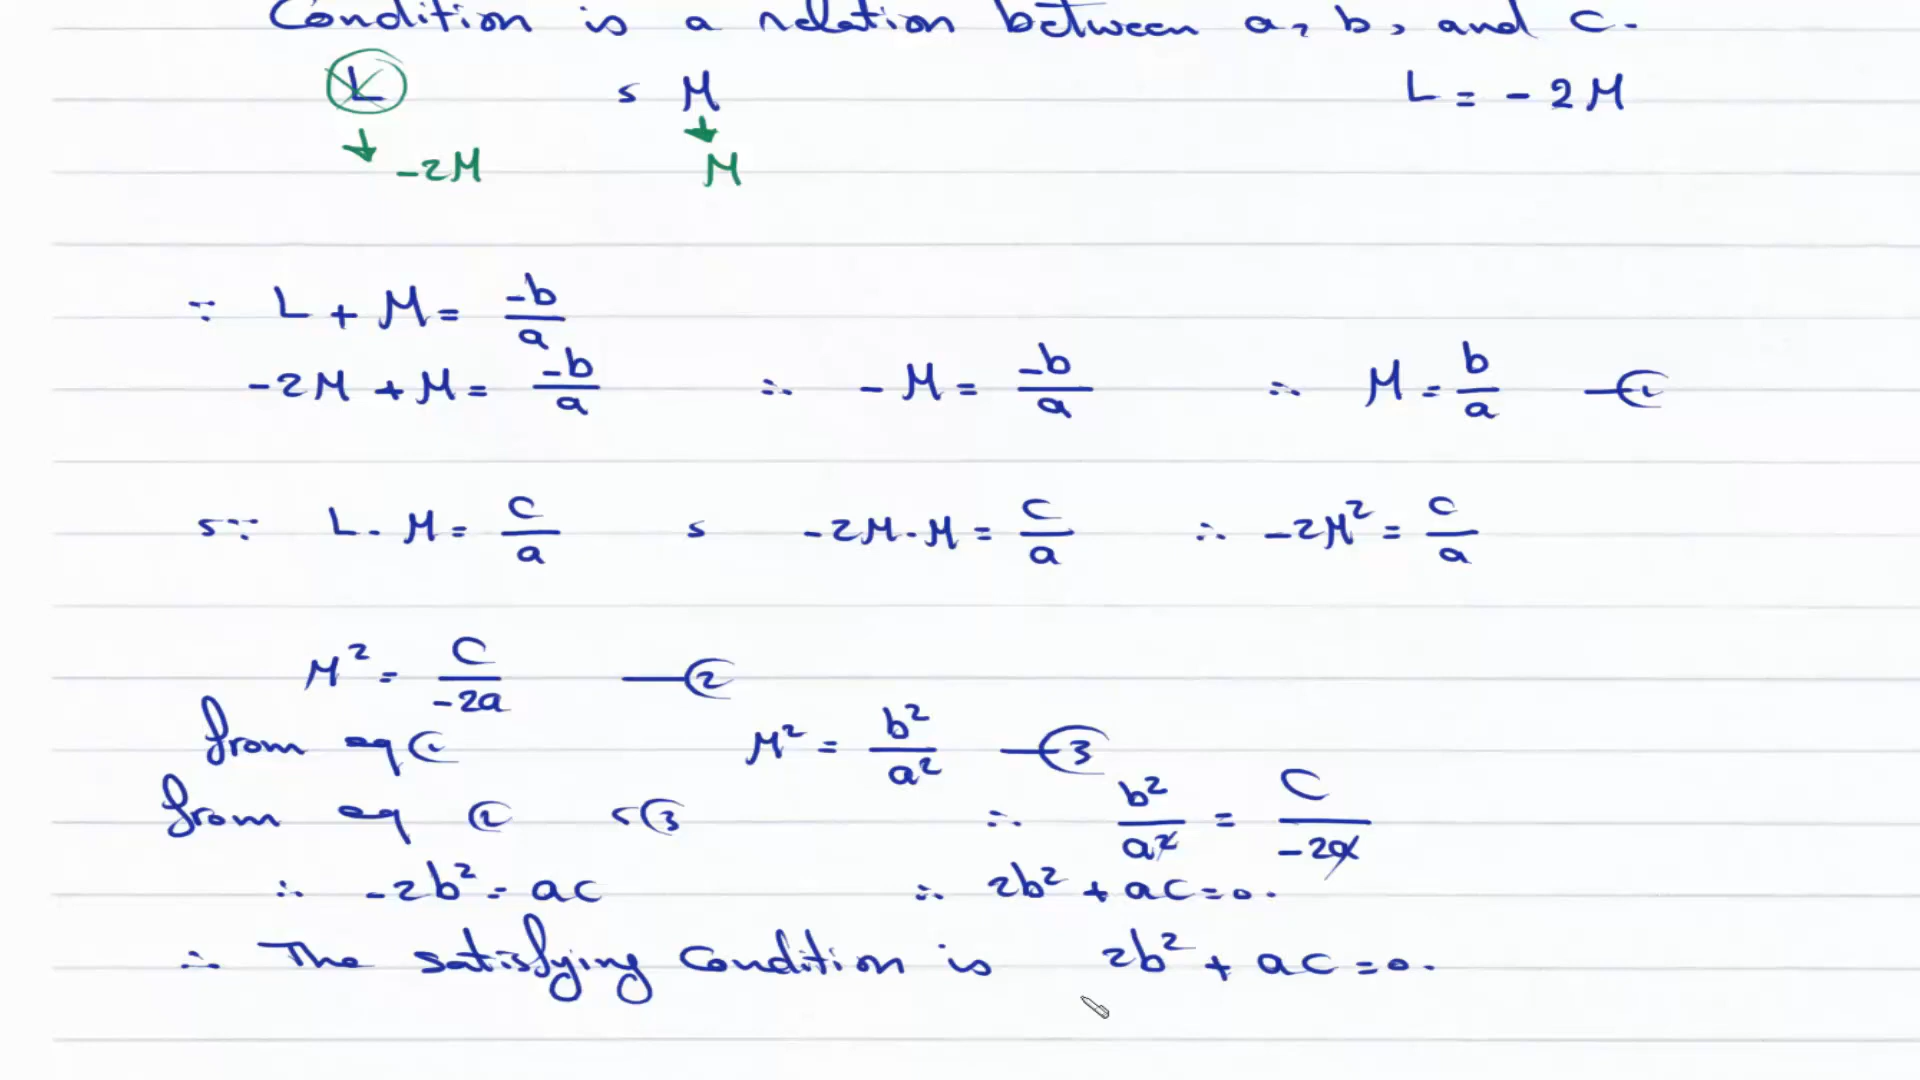 Condition is a relation between a, b, and c.
L , M L = - 2M
-2M M
∵ L + M = -b/a
-2M + M = -b/a ∴ - M = -b/a ∴ M = b/a —①
, ∵ L . M = c/a , -2M . M = c/a ∴ -2M² = c/a
M² = c/-2a —②
from eq ① M² = b²/a² —③
from eq ② , ③ ∴ b²/a² = c/-2a
∴ -2b² = ac ∴ 2b² + ac = 0.
∴ The satisfying condition is 2b² + ac = 0.